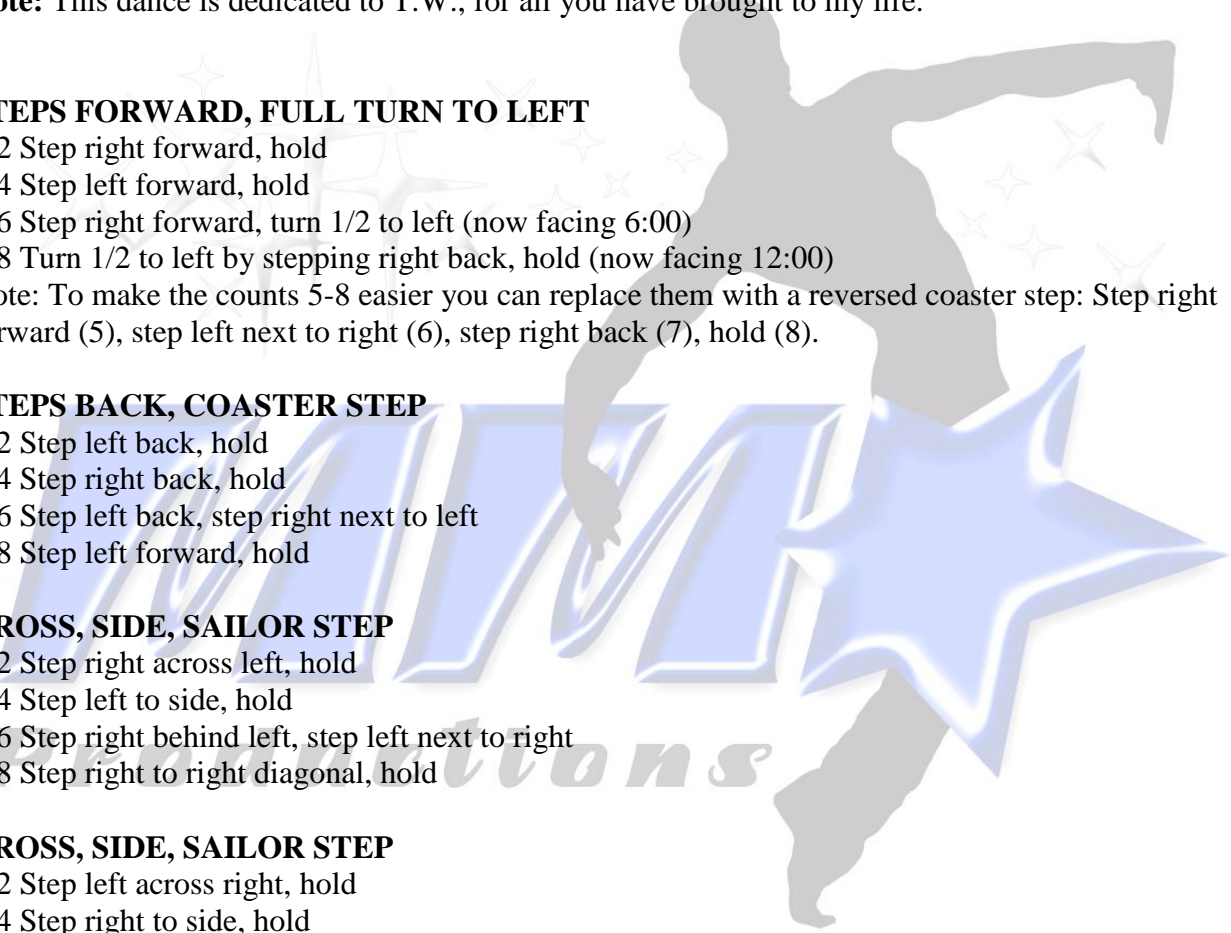 ote: This dance is dedicated to T.W., for all you have brought to my life.
TEPS FORWARD, FULL TURN TO LEFT
2 Step right forward, hold
4 Step left forward, hold
6 Step right forward, turn 1/2 to left (now facing 6:00)
8 Turn 1/2 to left by stepping right back, hold (now facing 12:00)
ote: To make the counts 5-8 easier you can replace them with a reversed coaster step: Step right
rward (5), step left next to right (6), step right back (7), hold (8).
TEPS BACK, COASTER STEP
2 Step left back, hold
4 Step right back, hold
6 Step left back, step right next to left
8 Step left forward, hold
ROSS, SIDE, SAILOR STEP
2 Step right across left, hold
4 Step left to side, hold
6 Step right behind left, step left next to right
8 Step right to right diagonal, hold
ROSS, SIDE, SAILOR STEP
2 Step left across right, hold
4 Step right to side, hold
MM
Productions